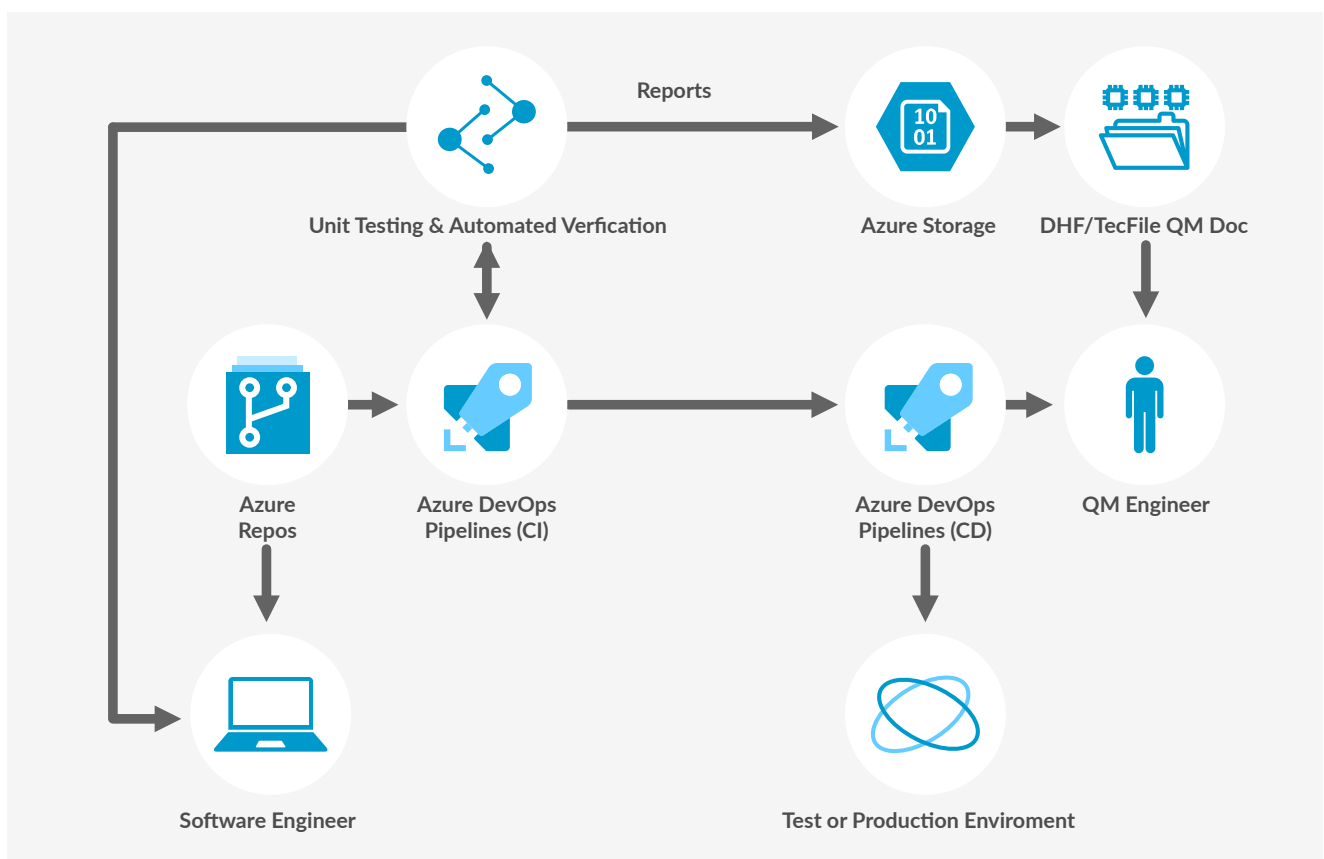 Reports
10
01
Unit Testing & Automated Verfication
Azure Storage
DHF/TecFile QM Doc
Azure
Repos
Azure DevOps
Pipelines (CI)
Azure DevOps
Pipelines (CD)
QM Engineer
Software Engineer
Test or Production Enviroment